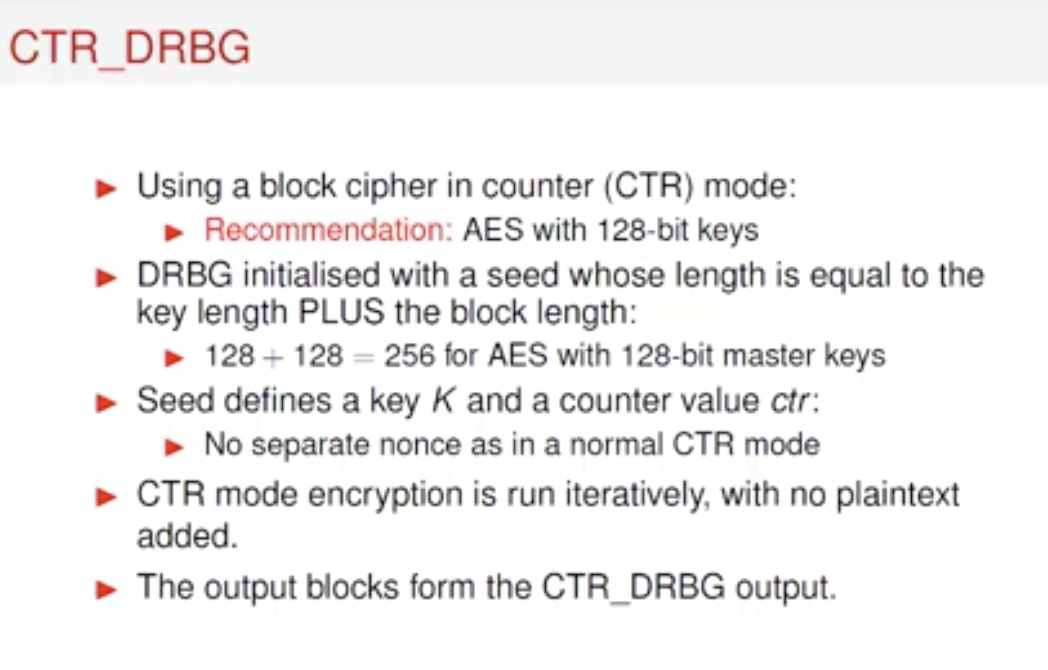 CTR_DRBG
Using a block cipher in counter (CTR) mode:
Recommendation: AES with 128-bit keys
DRBG initialised with a seed whose length is equal to the
key length PLUS the block length:
128 + 128 = 256 for AES with 128-bit master keys
Seed defines a key K and a counter value ctr:
No separate nonce as in a normal CTR mode
CTR mode encryption is run iteratively, with no plaintext
added.
The output blocks form the CTR_DRBG output.